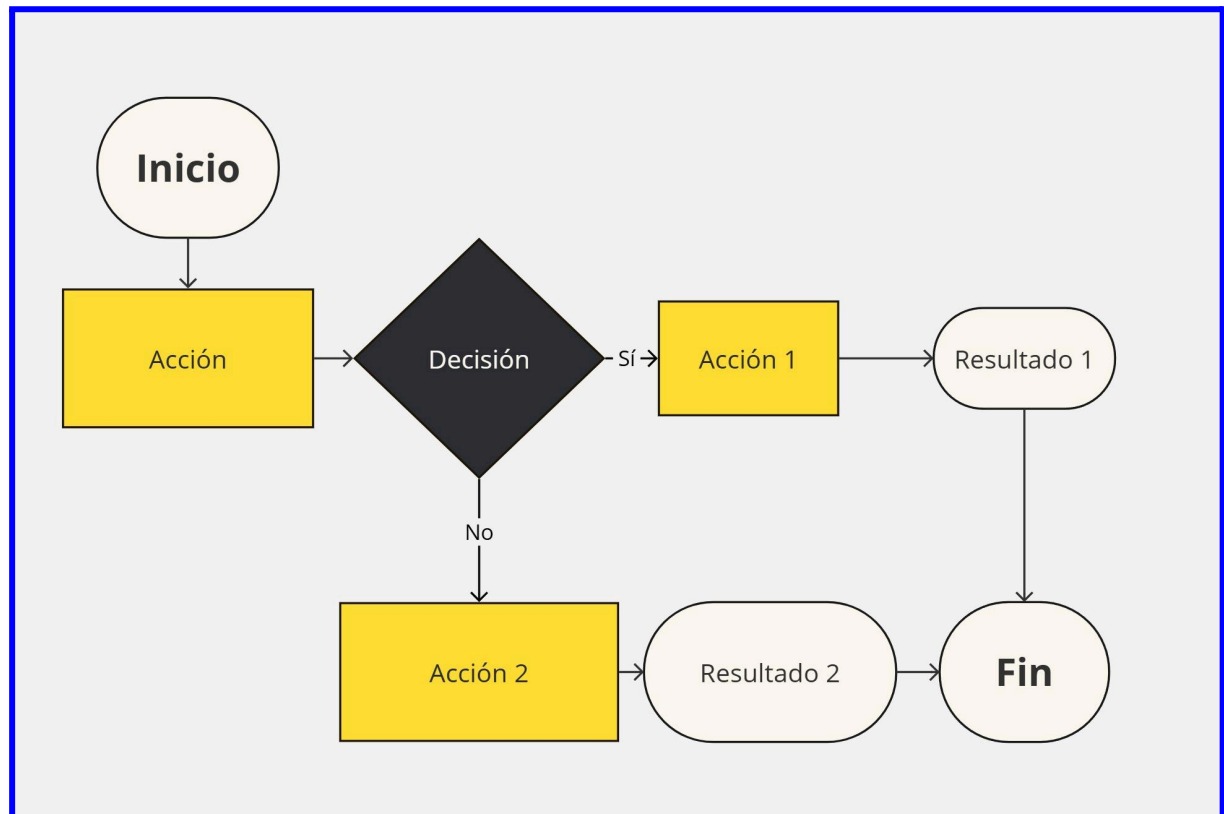 Inicio
Acción
Decisión
Sí
Acción 1
Resultado 1
No
Acción 2
Resultado 2
Fin